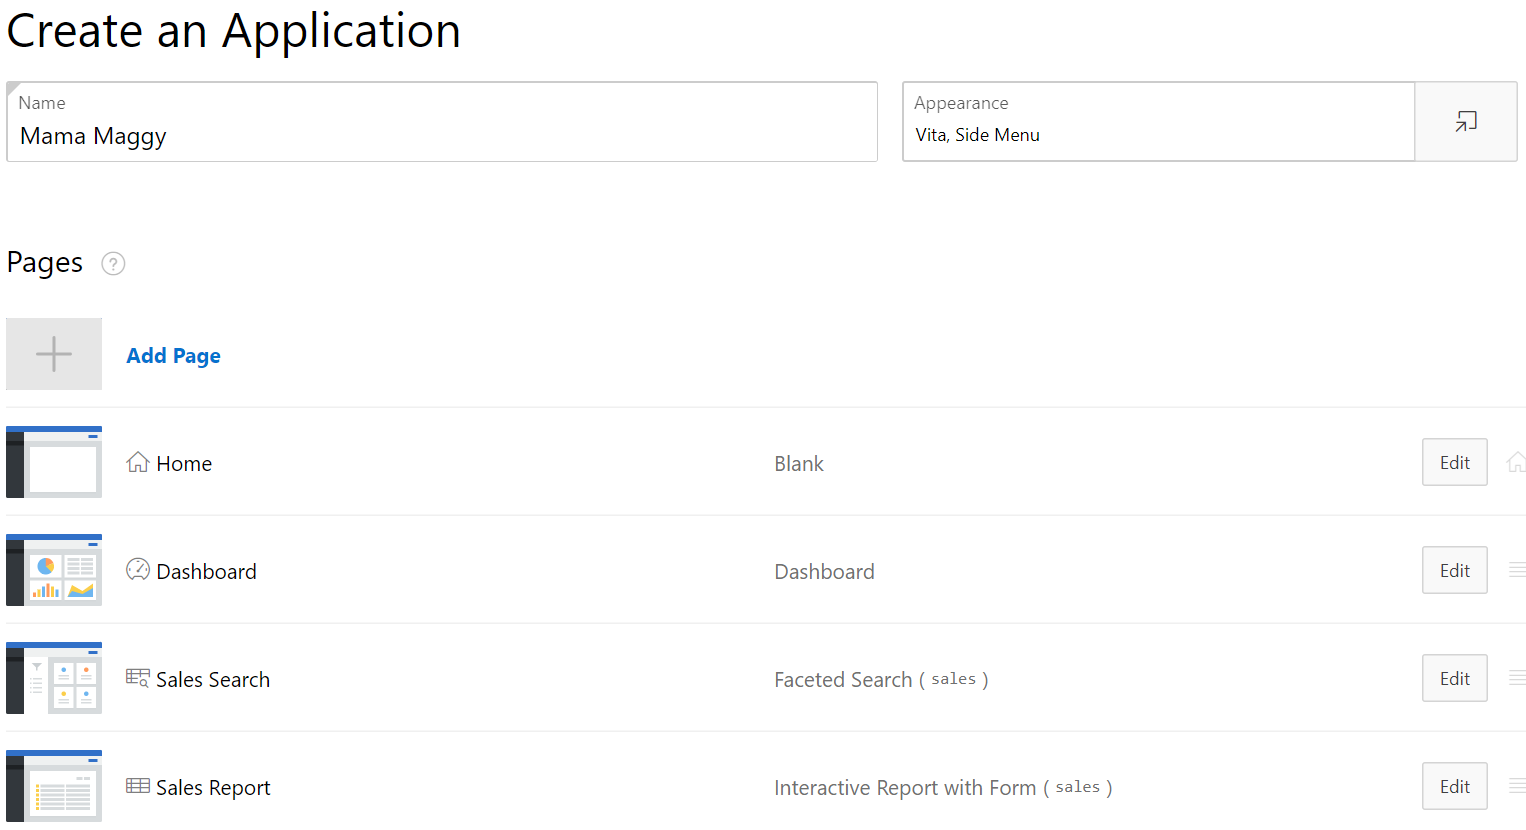 Create an Application
Name
Mama Maggy
Appearance
Vita, Side Menu
Pages ?
Add Page
Home Blank Edit
Dashboard Dashboard Edit
Sales Search Faceted Search ( sales ) Edit
Sales Report Interactive Report with Form ( sales ) Edit